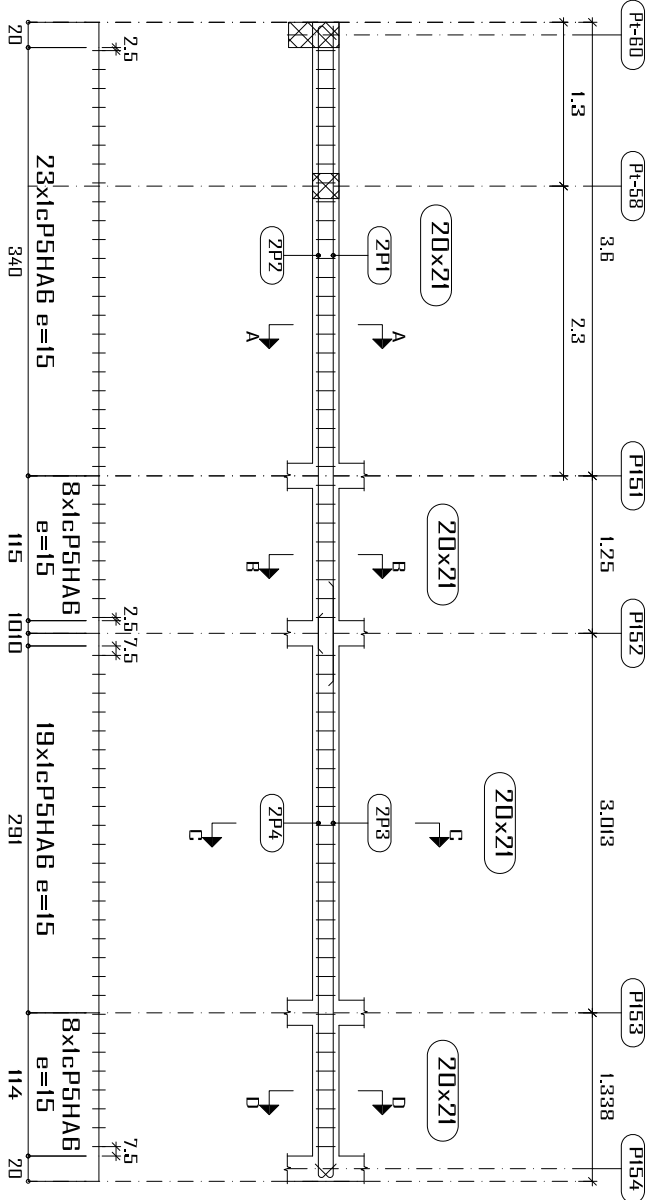 Pt-60
Pt-58
P151
P152
P153
P154
3.6
1.25
3.013
1.338
1.3
2.3
20x21
20x21
20x21
20x21
A
B
C
D
2P1
2P3
2P2
2P4
A
B
C
D
2.5
2.5
7.5
7.5
23x1cP5HA6 e=15
8x1cP5HA6
e=15
19x1cP5HA6 e=15
8x1cP5HA6
e=15
20
340
115
10
10
291
114
20